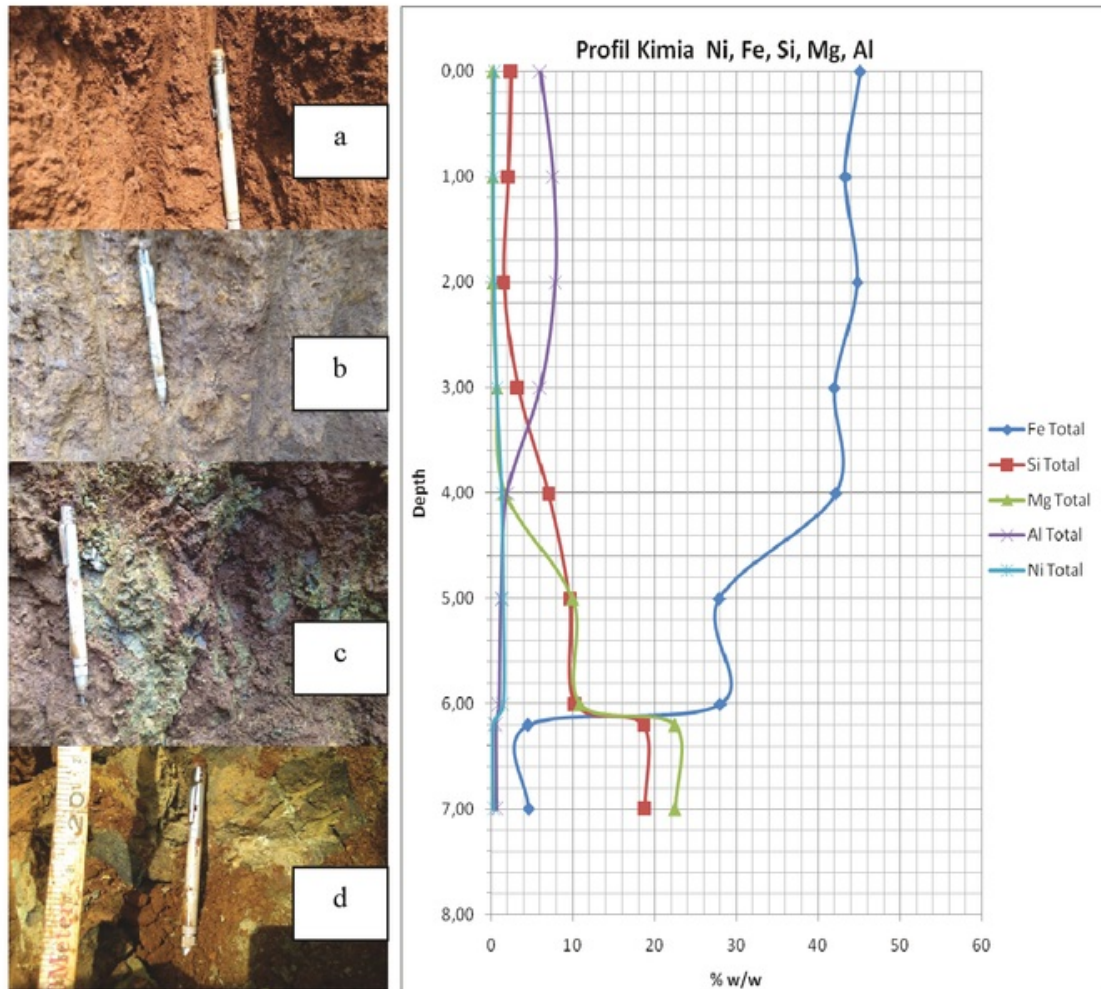 a
b
c
d
20
Meter
Profil Kimia Ni, Fe, Si, Mg, Al
0,00
1,00
2,00
3,00
4,00
5,00
6,00
7,00
8,00
Depth
0 10 20 30 40 50 60
% w/w
Fe Total
Si Total
Mg Total
Al Total
Ni Total